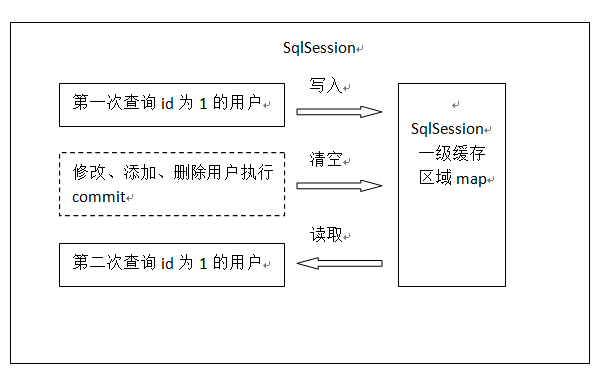 SqlSession
写入
第一次查询 id 为 1 的用户
SqlSession
一级缓存
区域 map
清空
修改、添加、删除用户执行
commit
读取
第二次查询 id 为 1 的用户